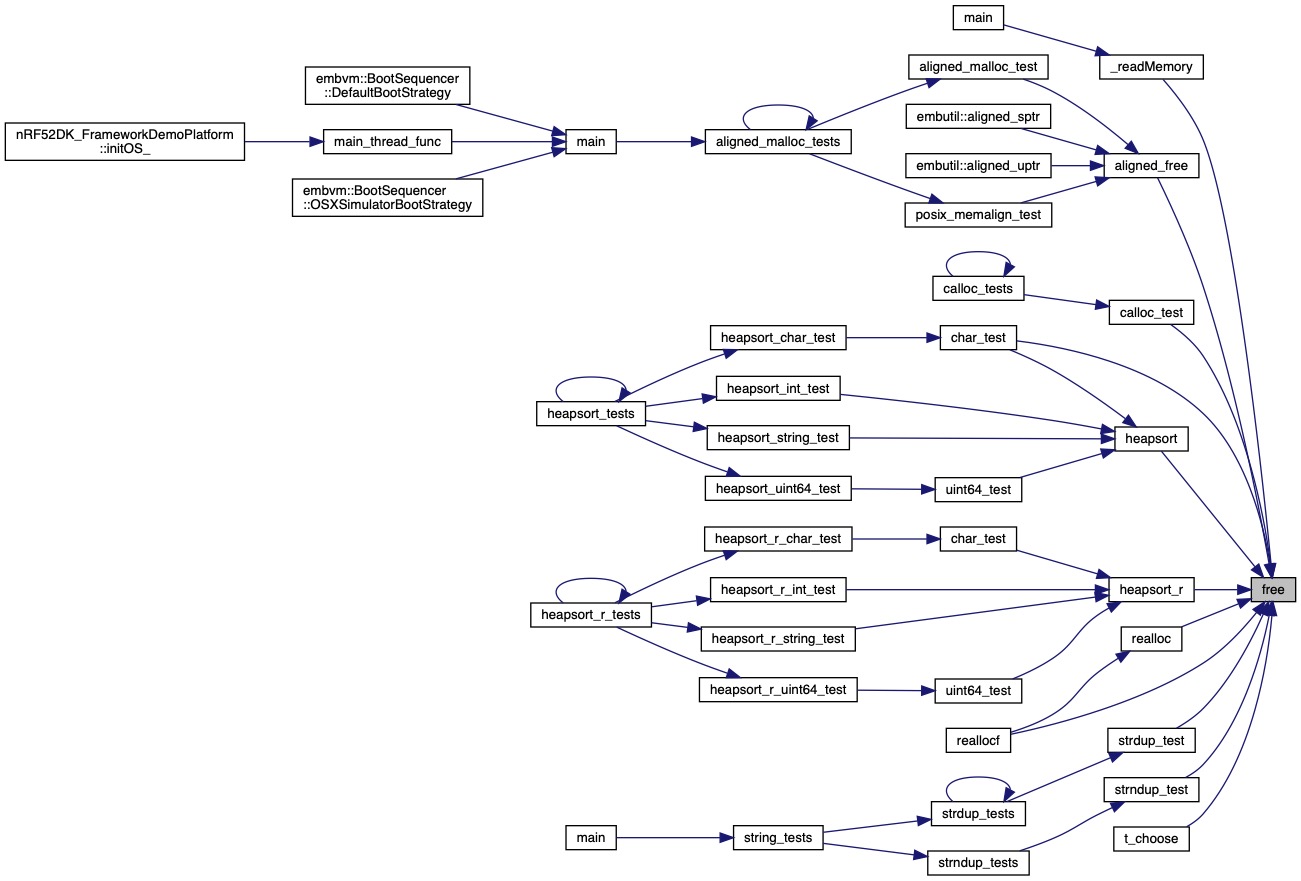 main
_readMemory
aligned_malloc_test
embvm::BootSequencer
::DefaultBootStrategy
embutil::aligned_sptr
nRF52DK_FrameworkDemoPlatform
::initOS_
main_thread_func
main
aligned_malloc_tests
embutil::aligned_uptr
aligned_free
embvm::BootSequencer
::OSXSimulatorBootStrategy
posix_memalign_test
calloc_tests
calloc_test
heapsort_char_test
char_test
heapsort_int_test
heapsort_tests
heapsort_string_test
heapsort
heapsort_uint64_test
uint64_test
heapsort_r_char_test
char_test
heapsort_r_int_test
heapsort_r
free
heapsort_r_tests
heapsort_r_string_test
realloc
heapsort_r_uint64_test
uint64_test
reallocf
strdup_test
strndup_test
strdup_tests
main
string_tests
t_choose
strndup_tests